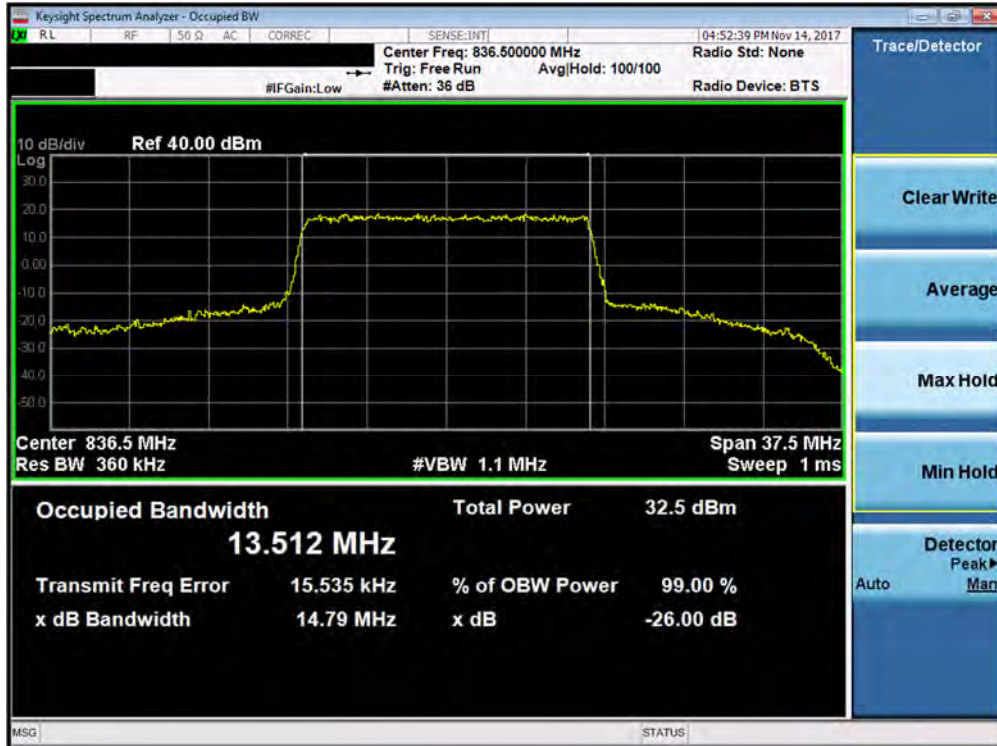 Keysight Spectrum Analyzer - Occupied BW
LXI RL RF 50 Ω AC CORREC SENSE:INT 04:52:39 PM Nov 14, 2017
Center Freq: 836.500000 MHz Radio Std: None
Trig: Free Run Avg|Hold: 100/100
#IFGain:Low #Atten: 36 dB Radio Device: BTS
10 dB/div Ref 40.00 dBm
Log
30.0
20.0
10.0
0.00
-10.0
-20.0
-30.0
-40.0
-50.0
Center 836.5 MHz Span 37.5 MHz
Res BW 360 kHz #VBW 1.1 MHz Sweep 1 ms
Occupied Bandwidth Total Power 32.5 dBm
13.512 MHz
Transmit Freq Error 15.535 kHz % of OBW Power 99.00 %
x dB Bandwidth 14.79 MHz x dB -26.00 dB
MSG STATUS
Trace/Detector
Clear Write
Average
Max Hold
Min Hold
Detector
Peak▶
Auto Man